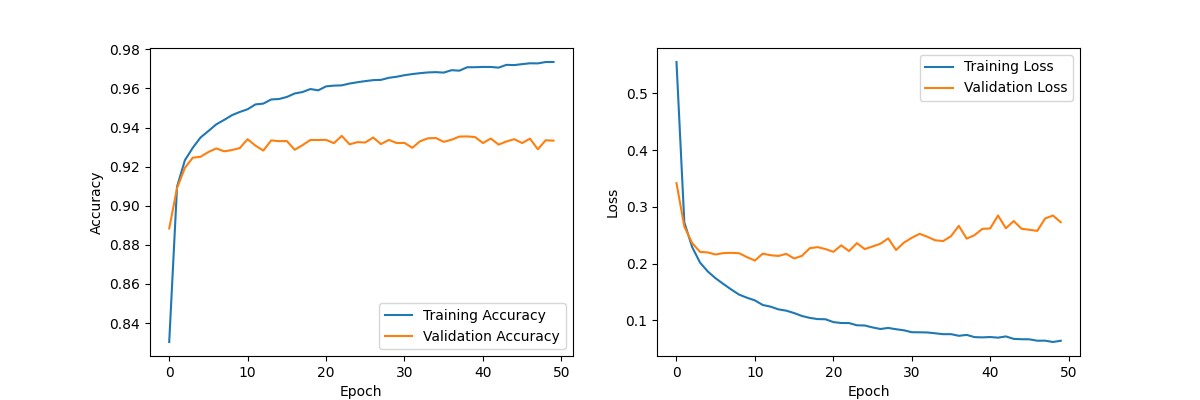 0.98
0.96
0.94
0.92
0.90
0.88
0.86
0.84
Accuracy
0 10 20 30 40 50
Epoch
Training Accuracy
Validation Accuracy
0.5
0.4
0.3
0.2
0.1
Loss
0 10 20 30 40 50
Epoch
Training Loss
Validation Loss